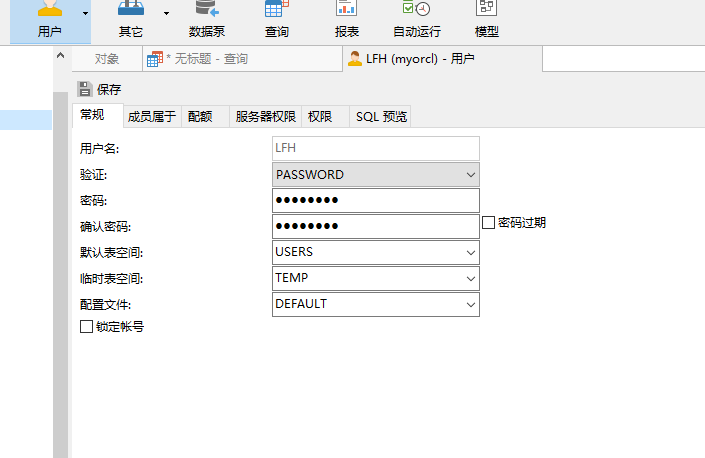 用户 其它 数据泵 查询 报表 自动运行 模型
对象 * 无标题 - 查询 LFH (myorcl) - 用户
保存
常规 成员属于 配额 服务器权限 权限 SQL 预览
用户名: LFH
验证: PASSWORD
密码: ●●●●●●●●
确认密码: ●●●●●●●● 密码过期
默认表空间: USERS
临时表空间: TEMP
配置文件: DEFAULT
锁定帐号